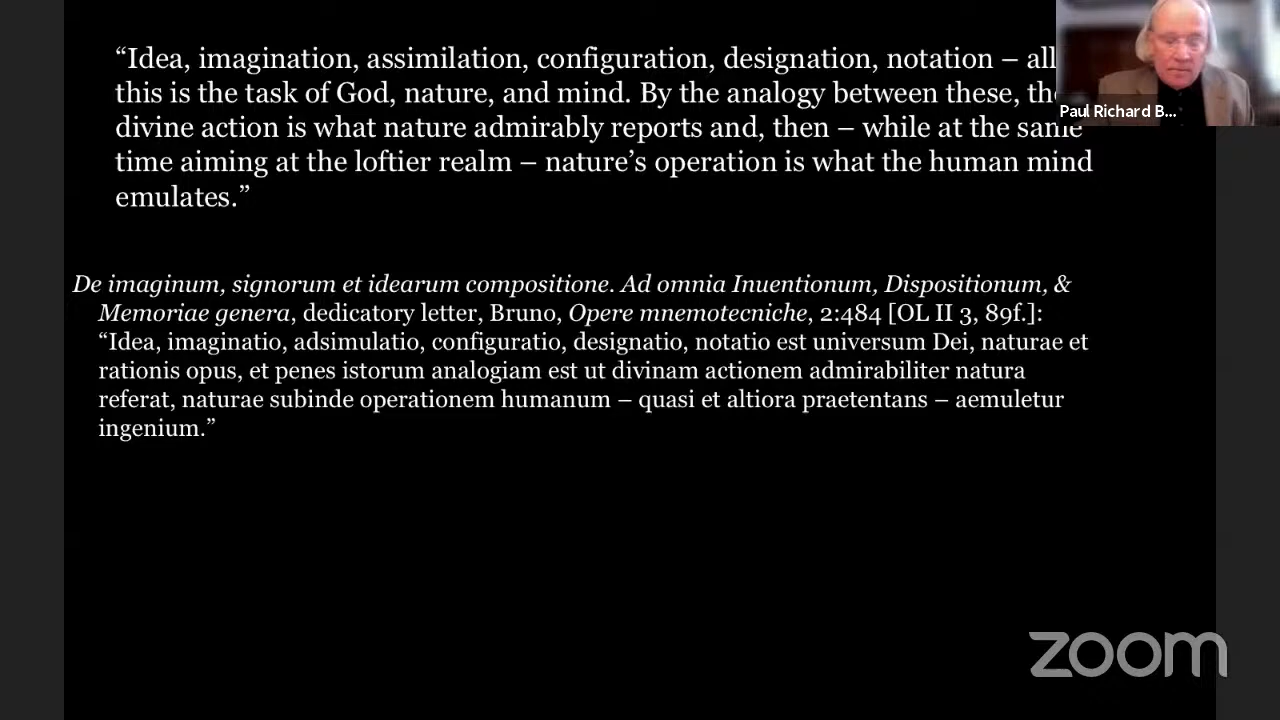 “Idea, imagination, assimilation, configuration, designation, notation – all
this is the task of God, nature, and mind. By the analogy between these, the
divine action is what nature admirably reports and, then – while at the same
time aiming at the loftier realm – nature’s operation is what the human mind
emulates.”
Paul Richard B...
De imaginum, signorum et idearum compositione. Ad omnia Inuentionum, Dispositionum, &
Memoriae genera, dedicatory letter, Bruno, Opere mnemotecniche, 2:484 [OL II 3, 89f.]:
“Idea, imaginatio, adsimulatio, configuratio, designatio, notatio est universum Dei, naturae et
rationis opus, et penes istorum analogiam est ut divinam actionem admirabiliter natura
referat, naturae subinde operationem humanum – quasi et altiora praetentans – aemuletur
ingenium.”
zoom